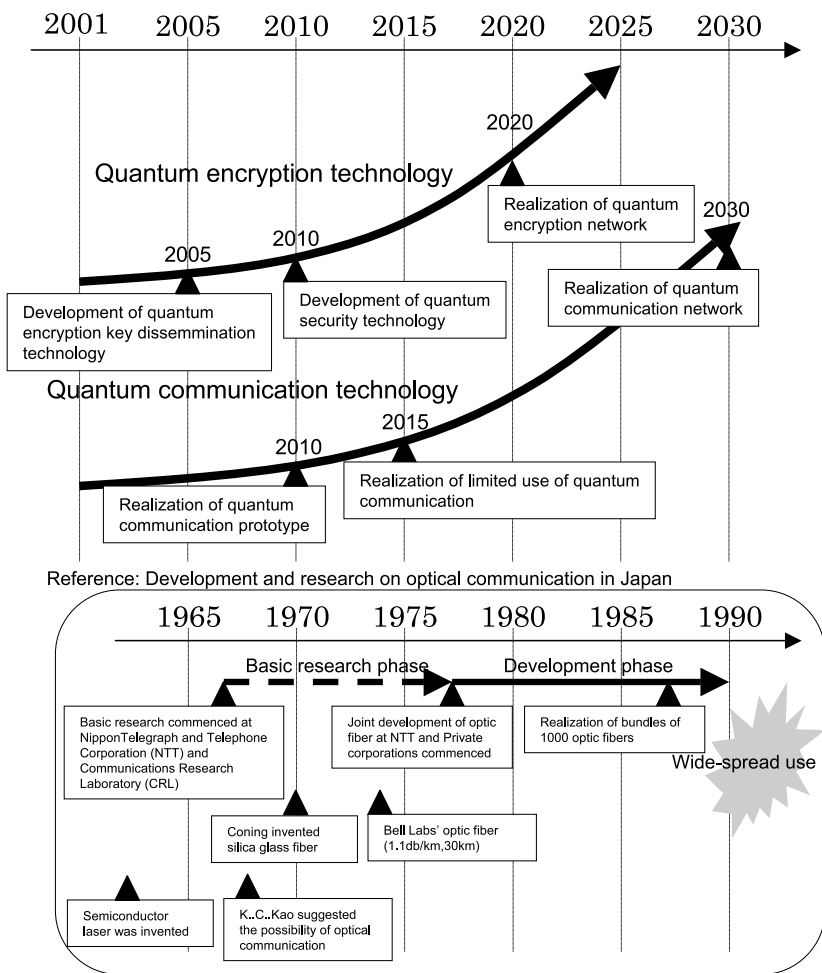 2001 2005 2010 2015 2020 2025 2030
2020
Quantum encryption technology
Realization of quantum
encryption network
2030
2005
2010
Development of quantum
encryption key dissemmination
technology
Development of quantum
security technology
Realization of quantum
communication network
Quantum communication technology
2010
2015
Realization of quantum
communication prototype
Realization of limited use of quantum
communication
Reference: Development and research on optical communication in Japan
1965 1970 1975 1980 1985 1990
Basic research phase
Development phase
Basic research commenced at
NipponTelegraph and Telephone
Corporation (NTT) and
Communications Research
Laboratory (CRL)
Joint development of optic
fiber at NTT and Private
corporations commenced
Realization of bundles of
1000 optic fibers
Wide-spread use
Coning invented
silica glass fiber
Bell Labs' optic fiber
(1.1db/km,30km)
Semiconductor
laser was invented
K..C..Kao suggested
the possibility of optical
communication